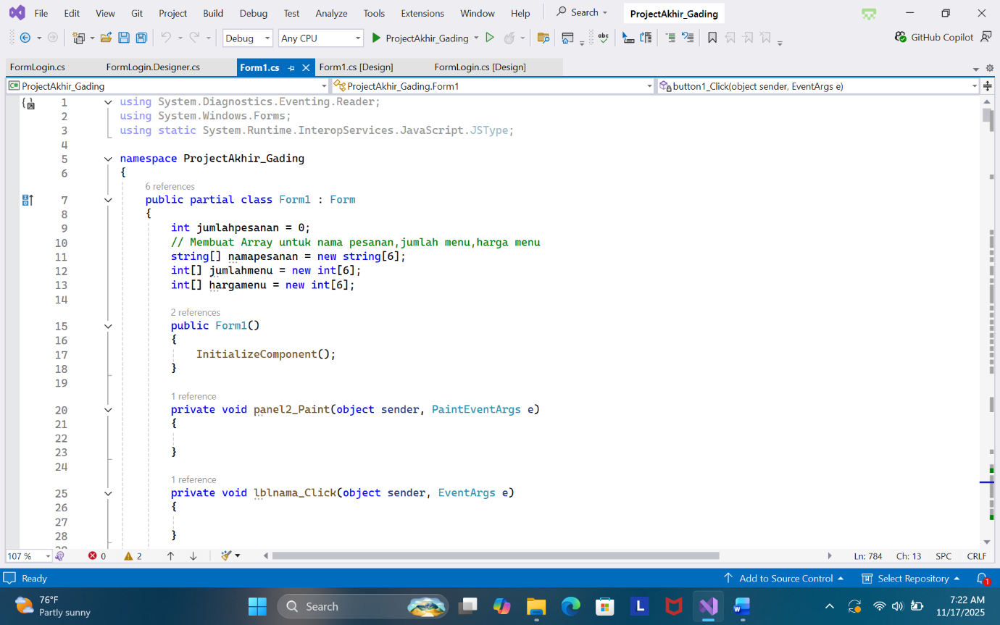 File Edit View Git Project Build Debug Test Analyze Tools Extensions Window Help Search ProjectAkhir_Gading
Debug Any CPU ProjectAkhir_Gading abc GitHub Copilot
FormLogin.cs FormLogin.Designer.cs Form1.cs Form1.cs [Design] FormLogin.cs [Design]
C# ProjectAkhir_Gading ProjectAkhir_Gading.Form1 button1_Click(object sender, EventArgs e)
1 using System.Diagnostics.Eventing.Reader;
2 using System.Windows.Forms;
3 using static System.Runtime.InteropServices.JavaScript.JSType;
4
5 namespace ProjectAkhir_Gading
6 {
6 references
7 public partial class Form1 : Form
8 {
9 int jumlahpesanan = 0;
10 // Membuat Array untuk nama pesanan,jumlah menu,harga menu
11 string[] namapesanan = new string[6];
12 int[] jumlahmenu = new int[6];
13 int[] hargamenu = new int[6];
14
2 references
15 public Form1()
16 {
17 InitializeComponent();
18 }
19
1 reference
20 private void panel2_Paint(object sender, PaintEventArgs e)
21 {
22
23 }
24
1 reference
25 private void lblnama_Click(object sender, EventArgs e)
26 {
27
28 }
107 % 0 2 Ln: 784 Ch: 13 SPC CRLF
Ready Add to Source Control Select Repository 1
76°F
Partly sunny
Search L W
7:22 AM
11/17/2025